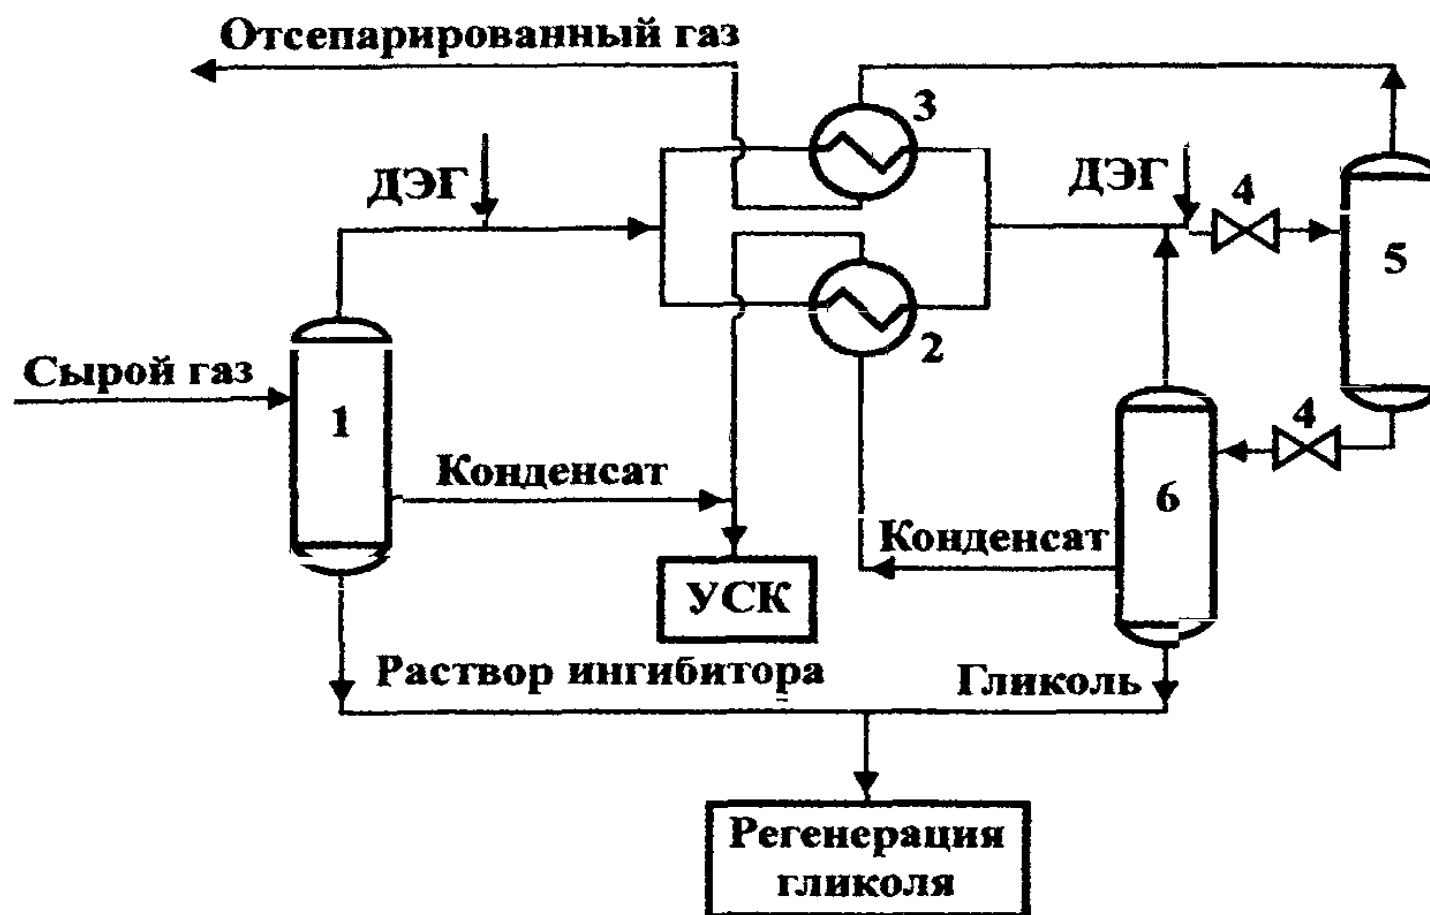 Отсепарированный газ
3
ДЭГ
ДЭГ
4
5
2
Сырой газ
1
4
Конденсат
6
Конденсат
УСК
Раствор ингибитора
Гликоль
Регенерация
гликоля